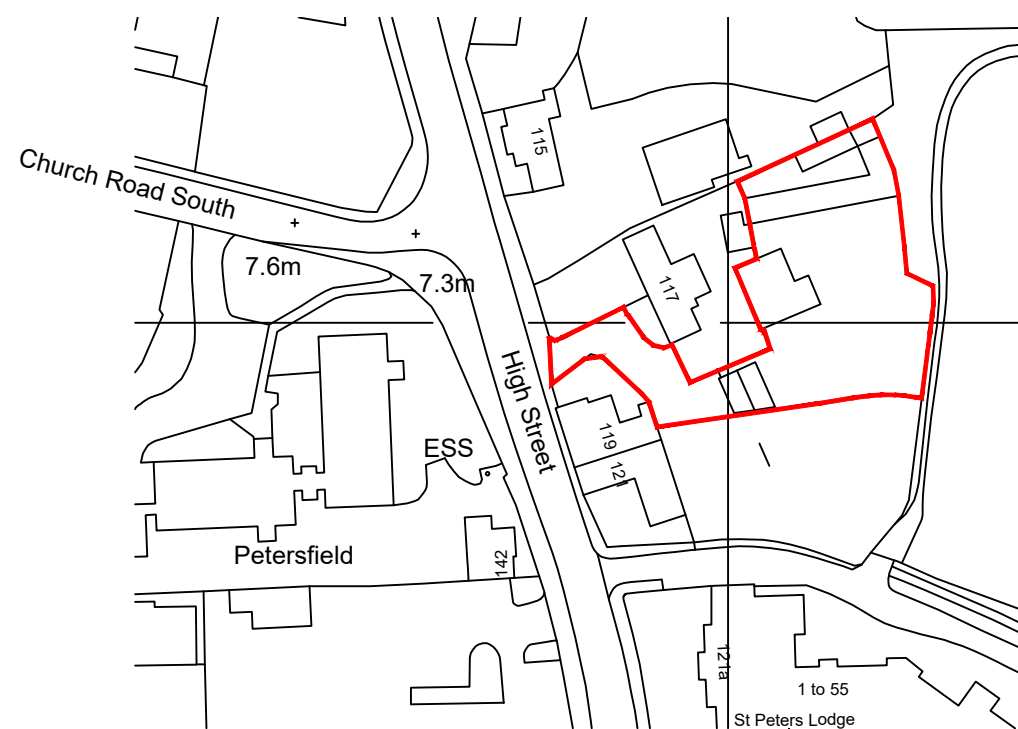 115
Church Road South
7.6m
7.3m
117
High Street
119
121
ESS
Petersfield
142
121a
1 to 55
St Peters Lodge